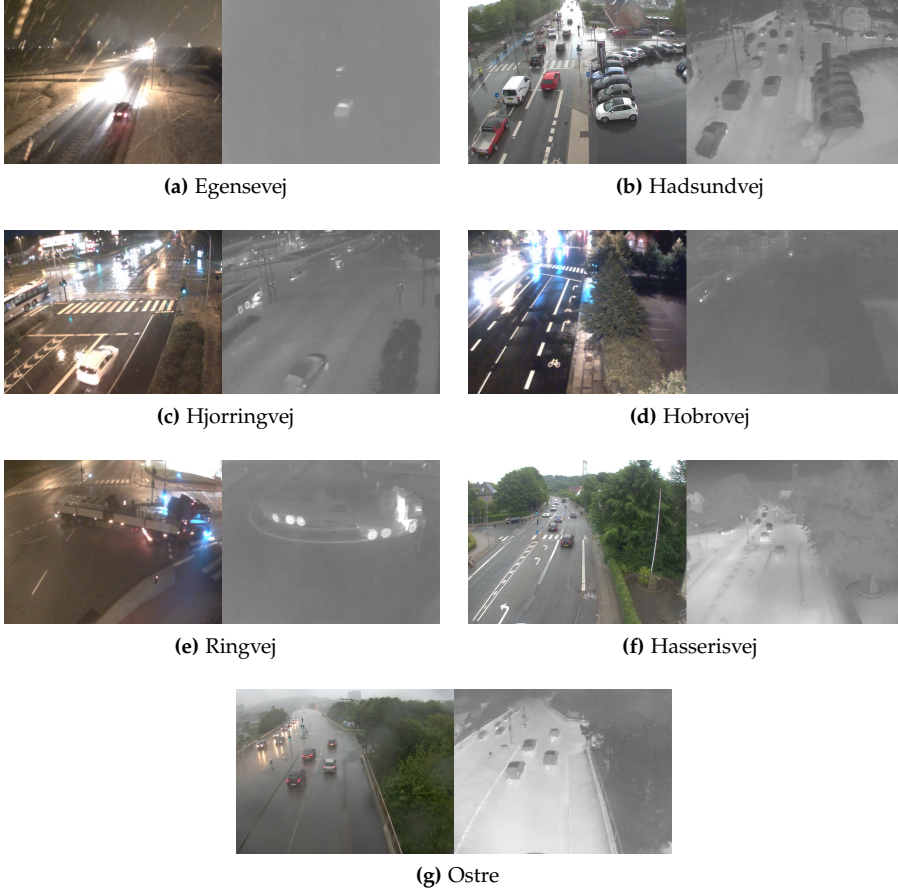 (a) Egensevej
(b) Hadsundvej
(c) Hjorringvej
(d) Hobrovej
(e) Ringvej
(f) Hasserisvej
(g) Ostre